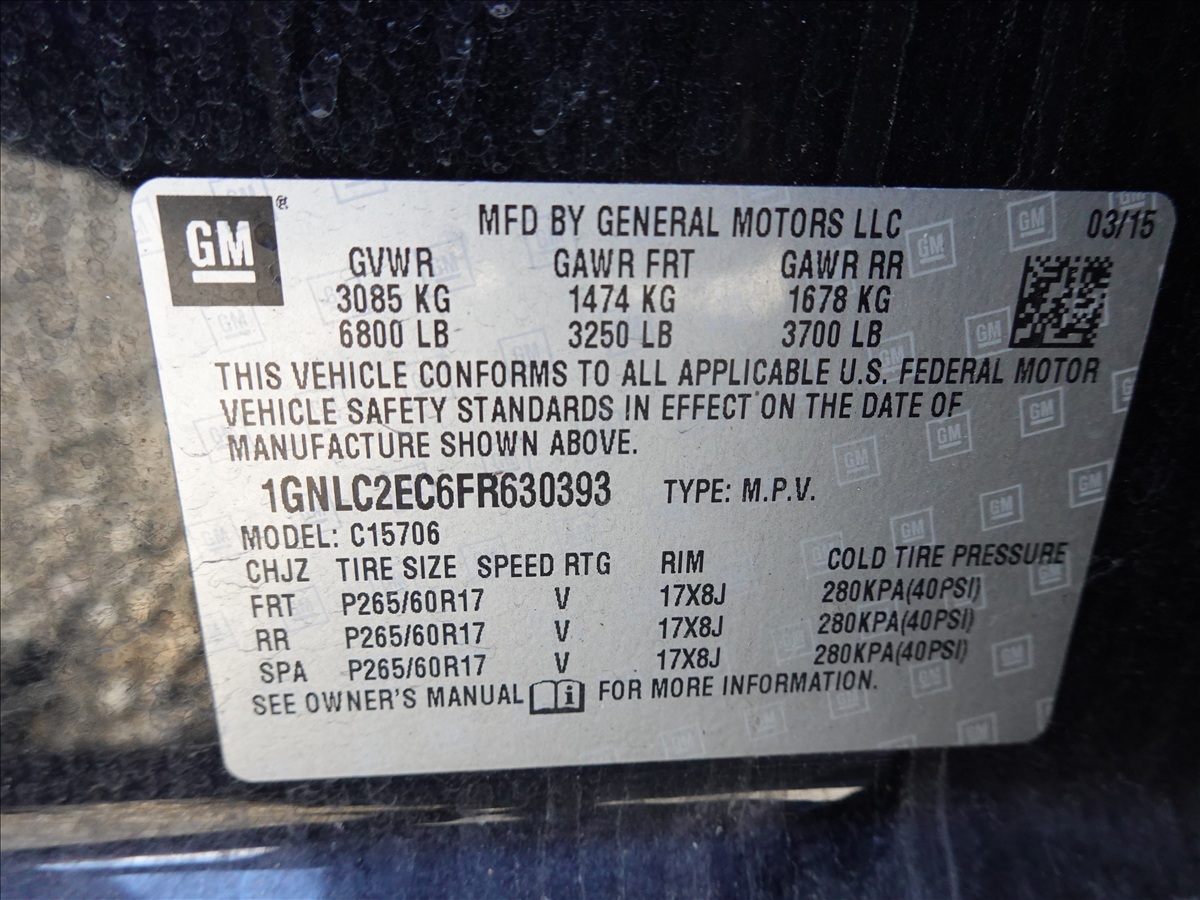 GM ®
MFD BY GENERAL MOTORS LLC 03/15
GVWR GAWR FRT GAWR RR
3085 KG 1474 KG 1678 KG
6800 LB 3250 LB 3700 LB
THIS VEHICLE CONFORMS TO ALL APPLICABLE U.S. FEDERAL MOTOR
VEHICLE SAFETY STANDARDS IN EFFECT ON THE DATE OF
MANUFACTURE SHOWN ABOVE.
1GNLC2EC6FR630393 TYPE: M.P.V.
MODEL: C15706
CHJZ TIRE SIZE SPEED RTG RIM COLD TIRE PRESSURE
FRT P265/60R17 V 17X8J 280KPA(40PSI)
RR P265/60R17 V 17X8J 280KPA(40PSI)
SPA P265/60R17 V 17X8J 280KPA(40PSI)
SEE OWNER'S MANUAL i FOR MORE INFORMATION.